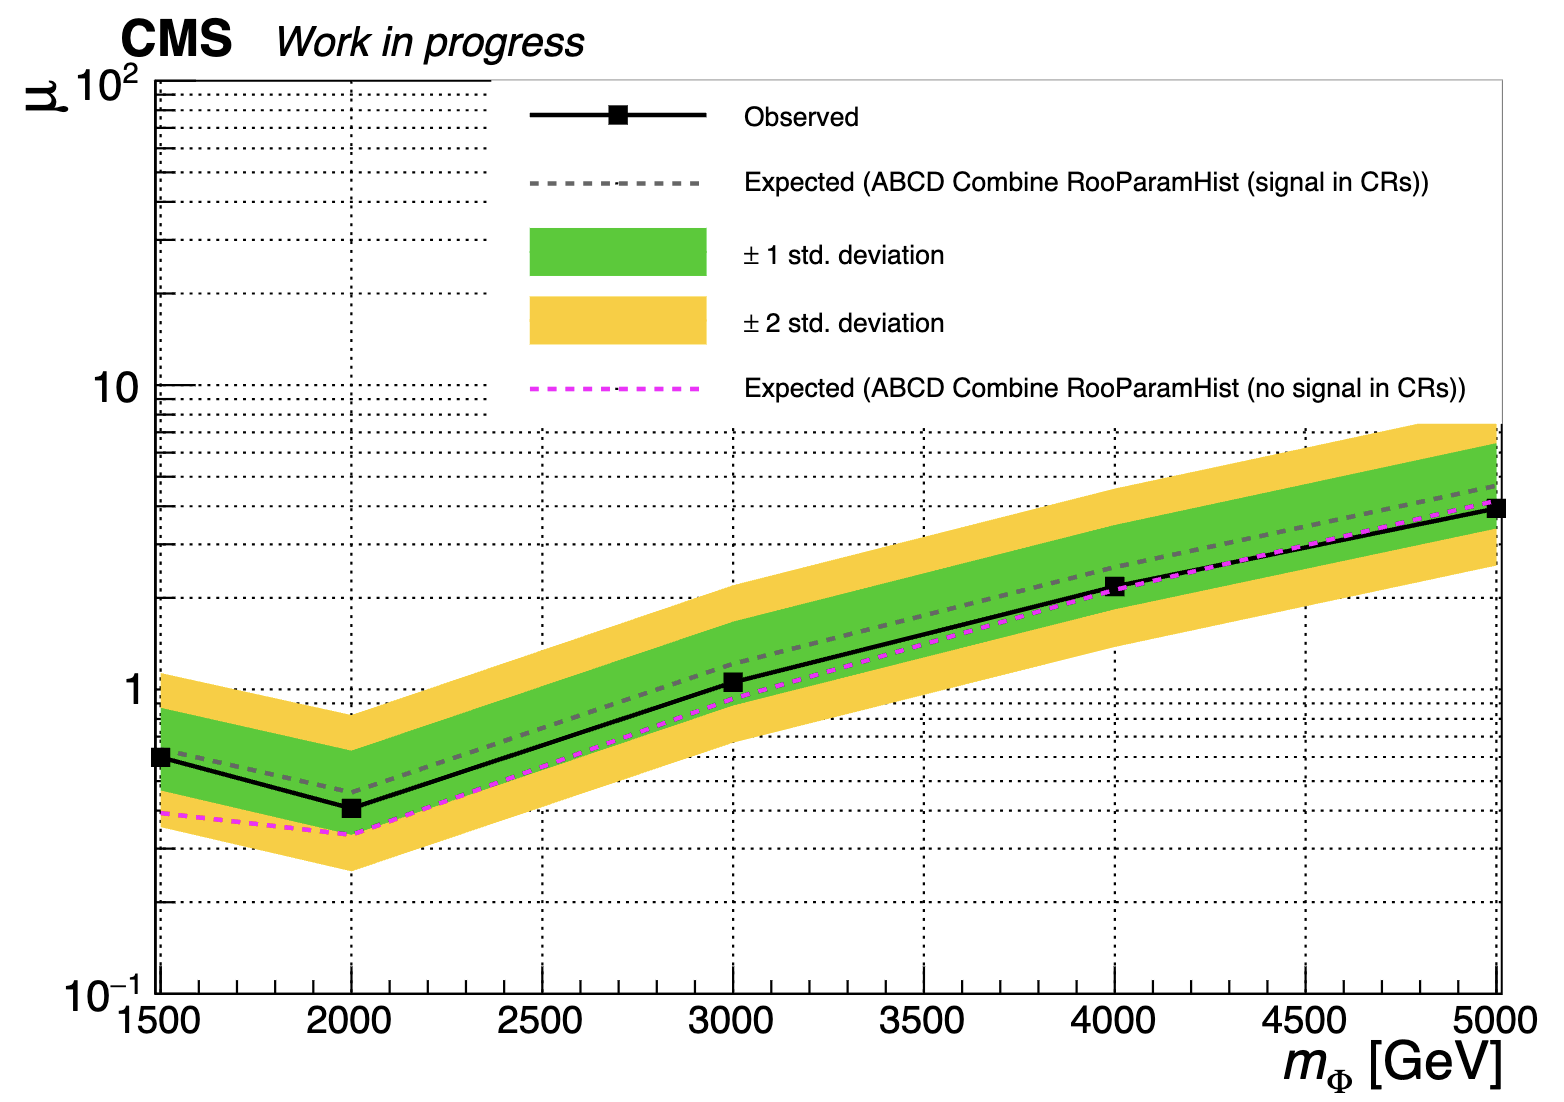 CMS Work in progress
μ
10²
10
1
10⁻¹
Observed
Expected (ABCD Combine RooParamHist (signal in CRs))
± 1 std. deviation
± 2 std. deviation
Expected (ABCD Combine RooParamHist (no signal in CRs))
1500 2000 2500 3000 3500 4000 4500 5000
m_Φ [GeV]